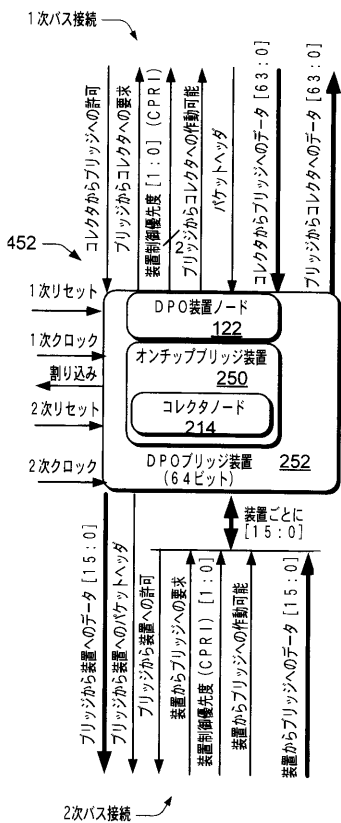 1次バス接続
コレクタからブリッジへの許可
ブリッジからコレクタへの要求
装置制御優先度 [1:0] (CPRI)
2
ブリッジからコレクタへの作動可能
パケットヘッダ
コレクタからブリッジへのデータ [63:0]
ブリッジからコレクタへのデータ [63:0]
452
1次リセット
1次クロック
割り込み
2次リセット
2次クロック
DPO装置ノード
122
オンチップブリッジ装置
250
コレクタノード
214
DPOブリッジ装置
(64ビット)
252
装置ごとに
[15:0]
ブリッジから装置へのデータ [15:0]
ブリッジから装置へのパケットヘッダ
ブリッジから装置への許可
装置からブリッジへの要求
装置制御優先度 (CPRI) [1:0]
装置からブリッジへの作動可能
装置からブリッジへのデータ [15:0]
2次バス接続